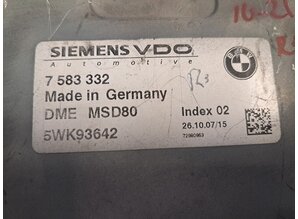 SIEMENS VDO
Automotive
7 583 332
Made in Germany
DME MSD80 Index 02
5WK93642 26.10.07/15